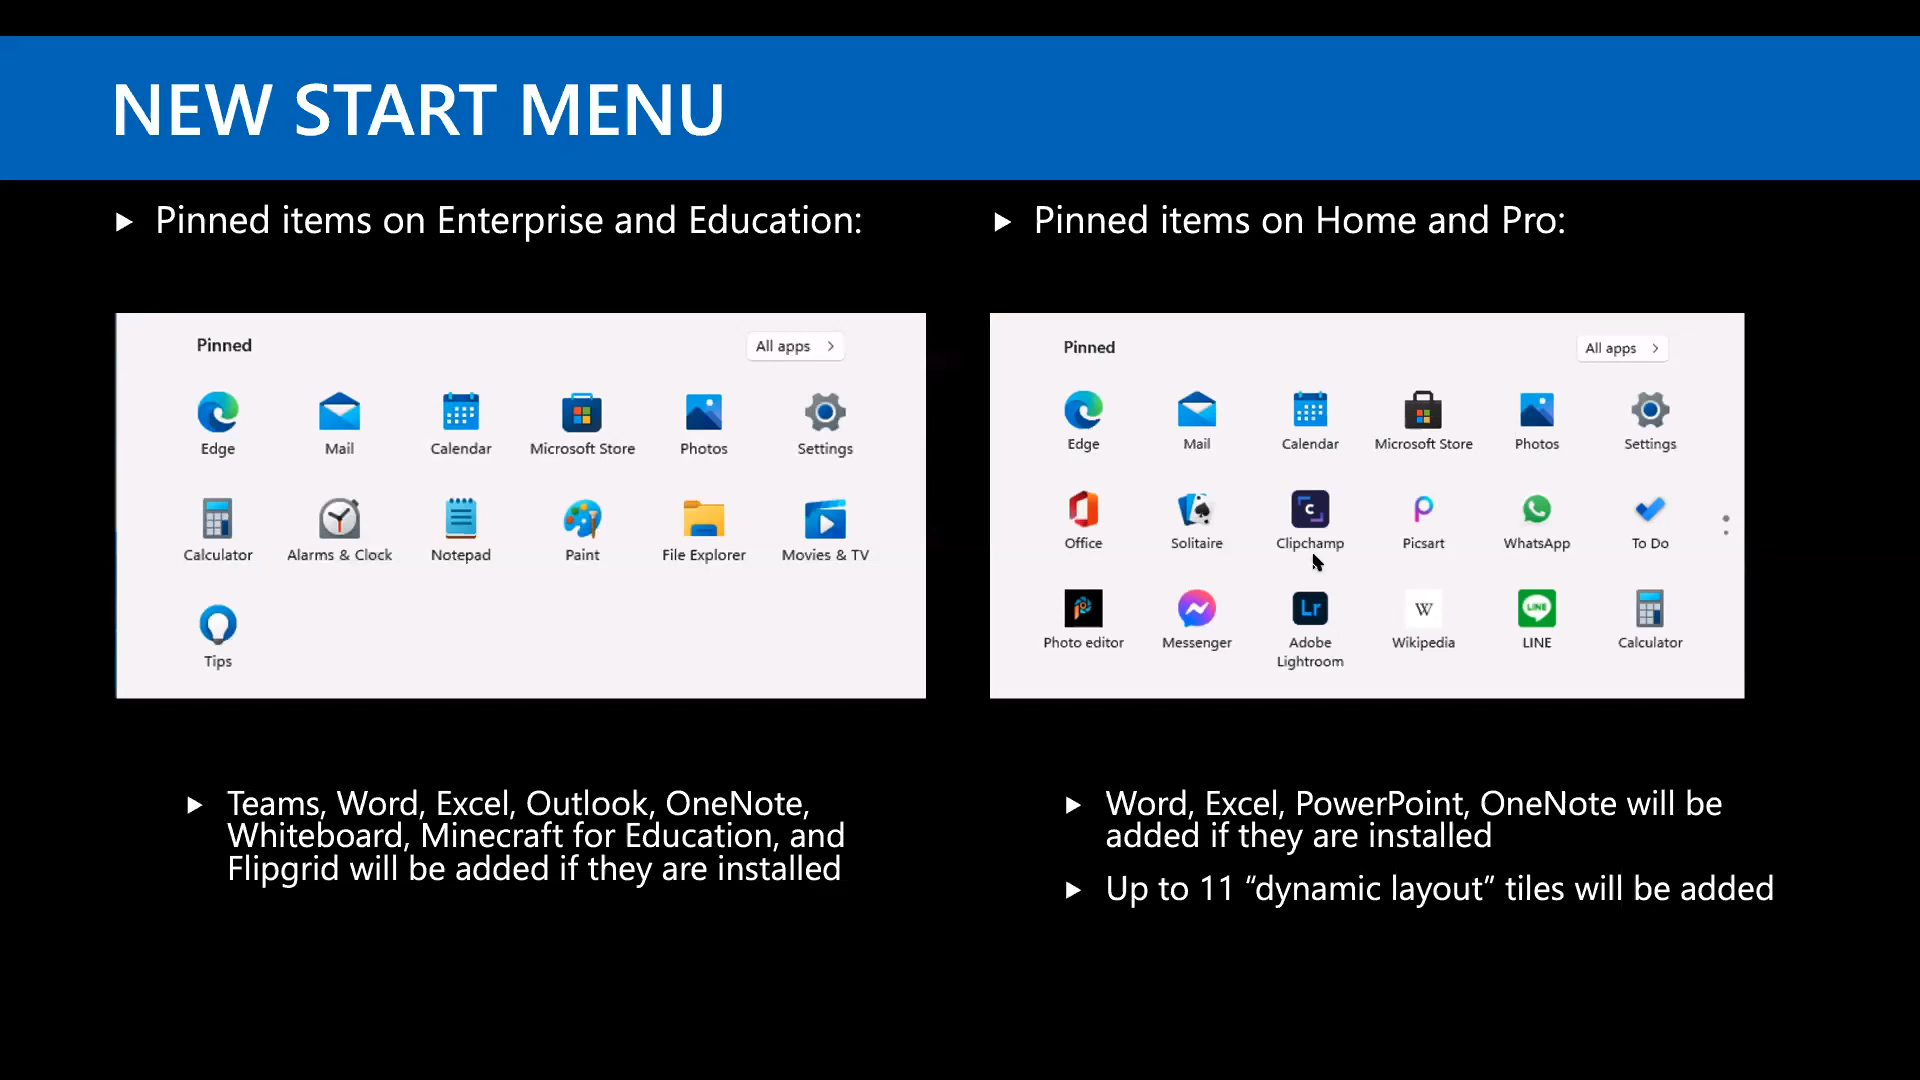 NEW START MENU
Pinned items on Enterprise and Education:
Pinned
All apps
Edge
Mail
Calendar
Microsoft Store
Photos
Settings
Calculator
Alarms & Clock
Notepad
Paint
File Explorer
Movies & TV
Tips
Teams, Word, Excel, Outlook, OneNote,
Whiteboard, Minecraft for Education, and
Flipgrid will be added if they are installed
Pinned items on Home and Pro:
Pinned
All apps
Edge
Mail
Calendar
Microsoft Store
Photos
Settings
Office
Solitaire
C
Clipchamp
Picsart
WhatsApp
To Do
Photo editor
Messenger
Lr
Adobe
Lightroom
W
Wikipedia
LINE
LINE
Calculator
Word, Excel, PowerPoint, OneNote will be
added if they are installed
Up to 11 “dynamic layout” tiles will be added